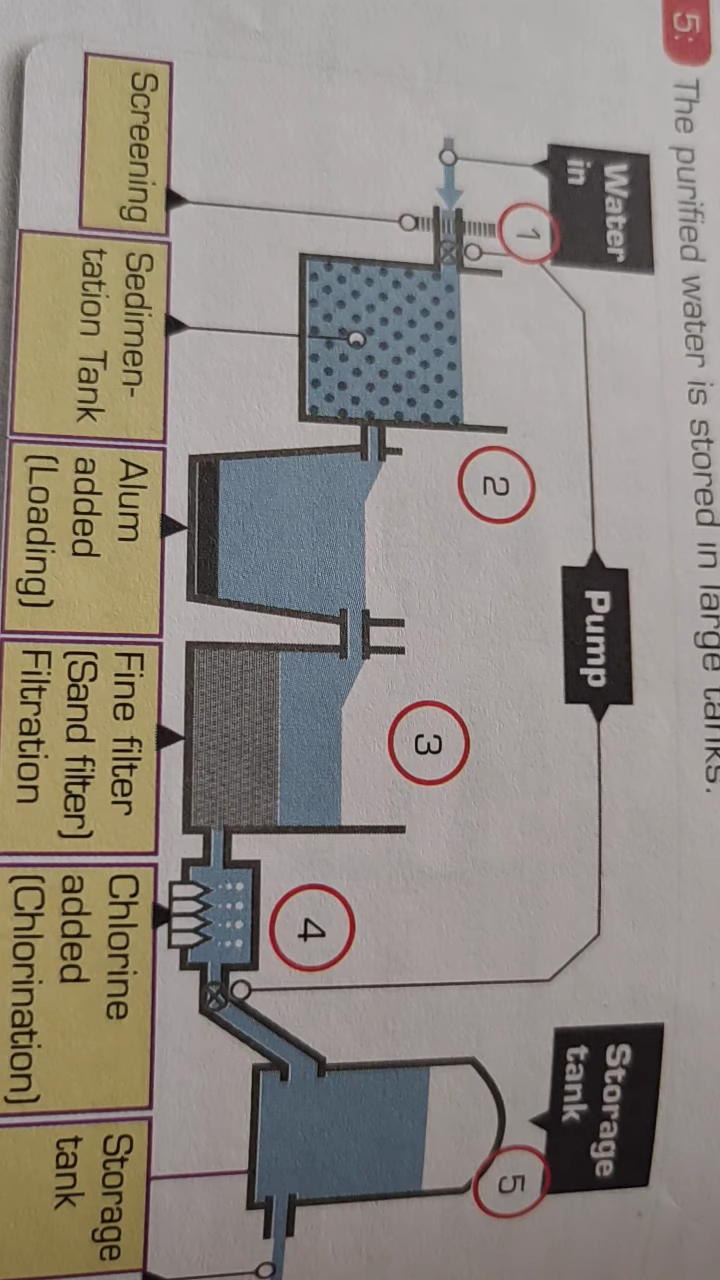 5: The purified water is stored in large tanks.
Water
in
Pump
Storage
tank
1
2
3
4
5
Screening
Sedimen-
tation Tank
Alum
added
(Loading)
Fine filter
(Sand filter)
Filtration
Chlorine
added
(Chlorination)
Storage
tank